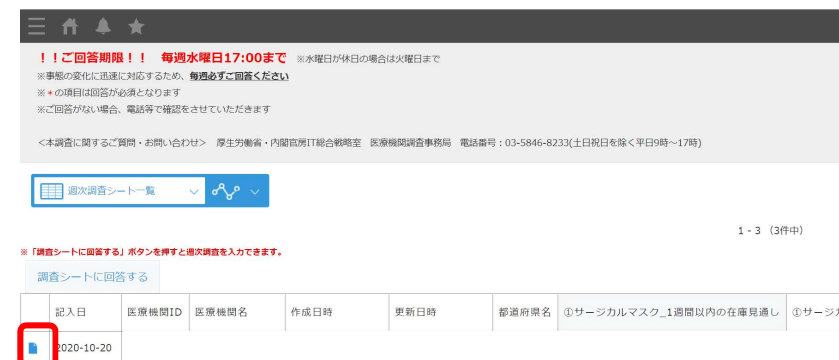 ！！ご回答期限！！ 毎週水曜日17:00まで ※水曜日が休日の場合は火曜日まで
※事態の変化に迅速に対応するため、毎週必ずご回答ください
※*の項目は回答が必須となります
※ご回答がない場合、電話等で確認をさせていただきます
<本調査に関するご質問・お問い合わせ> 厚生労働省・内閣官房IT総合戦略室 医療機関調査事務局 電話番号：03-5846-8233(土日祝日を除く平日9時～17時)
週次調査シート一覧
1 - 3 （3件中）
※「調査シートに回答する」ボタンを押すと週次調査を入力できます。
調査シートに回答する
記入日 医療機関ID 医療機関名 作成日時 更新日時 都道府県名 ①サージカルマスク_1週間以内の在庫見通し ①サージカ
2020-10-20